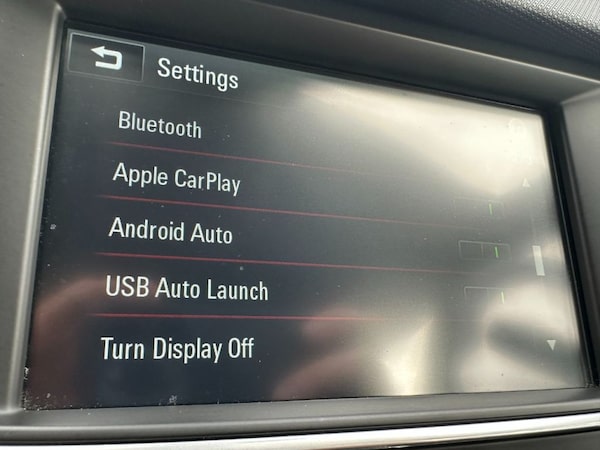 Settings
Bluetooth
Apple CarPlay
Android Auto
USB Auto Launch
Turn Display Off